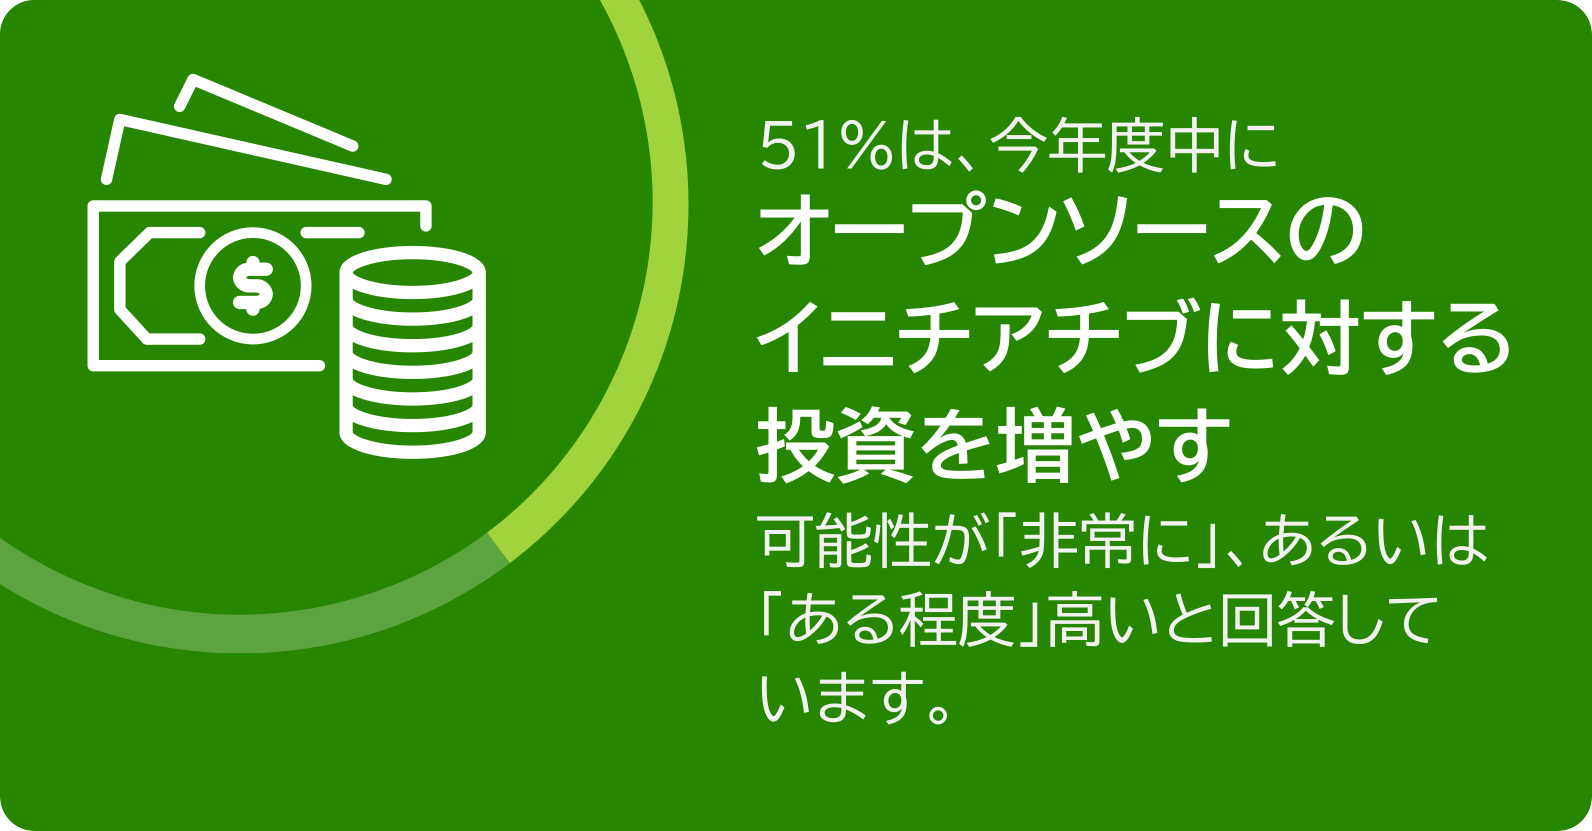 51%は、今年度中に
オープンソースの
イニチアチブに対する
投資を増やす
可能性が「非常に」、あるいは
「ある程度」高いと回答して
います。
$